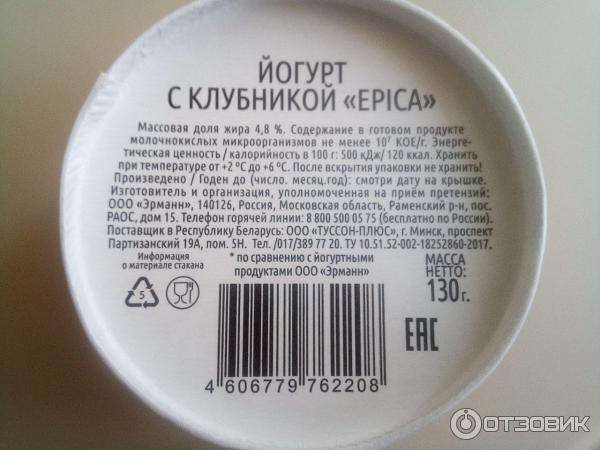 ЙОГУРТ
С КЛУБНИКОЙ «EPICA»
Массовая доля жира 4,8 %. Содержание в готовом продукте
молочнокислых микроорганизмов не менее 10⁷ КОЕ/г. Энерге-
тическая ценность / калорийность в 100 г: 500 кДж/ 120 ккал. Хранить
при температуре от +2 °С до +6 °С. После вскрытия упаковки не хранить!
Произведено / Годен до (число. месяц.год): смотри дату на крышке.
Изготовитель и организация, уполномоченная на приём претензий:
ООО «Эрманн», 140126, Россия, Московская область, Раменский р-н, пос.
РАОС, дом 15. Телефон горячей линии: 8 800 500 05 75 (бесплатно по России).
Поставщик в Республику Беларусь: ООО «ТУССОН-ПЛЮС», г. Минск, проспект
Партизанский 19А, пом. 5Н. Тел./017/389 77 20. ТУ 10.51.52-002-18252860-2017.
Информация
о материале стакана
* по сравнению с йогуртными
продуктами ООО «Эрманн»
МАССА
НЕТТО:
130г.
5
EAC
4 606779 762208
ОТЗОВИК